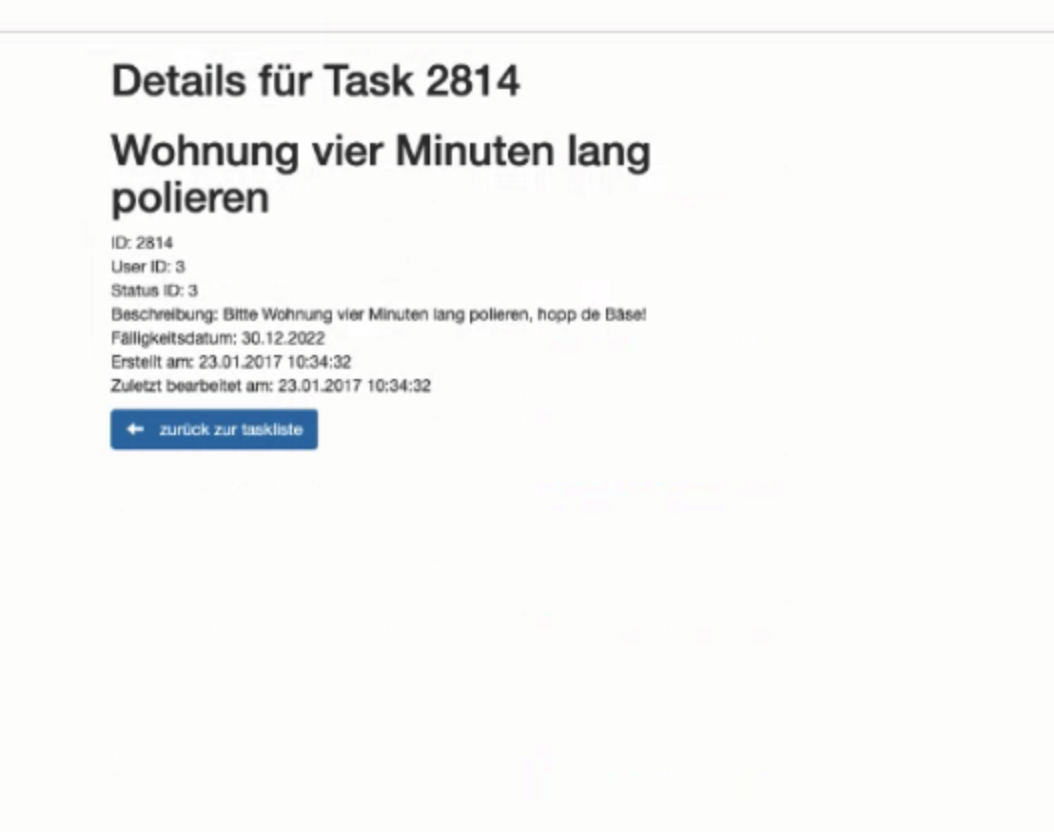 Details für Task 2814
Wohnung vier Minuten lang
polieren
ID: 2814
User ID: 3
Status ID: 3
Beschreibung: Bitte Wohnung vier Minuten lang polieren, hopp de Bäse!
Fälligkeitsdatum: 30.12.2022
Erstellt am: 23.01.2017 10:34:32
Zuletzt bearbeitet am: 23.01.2017 10:34:32
zurück zur taskliste